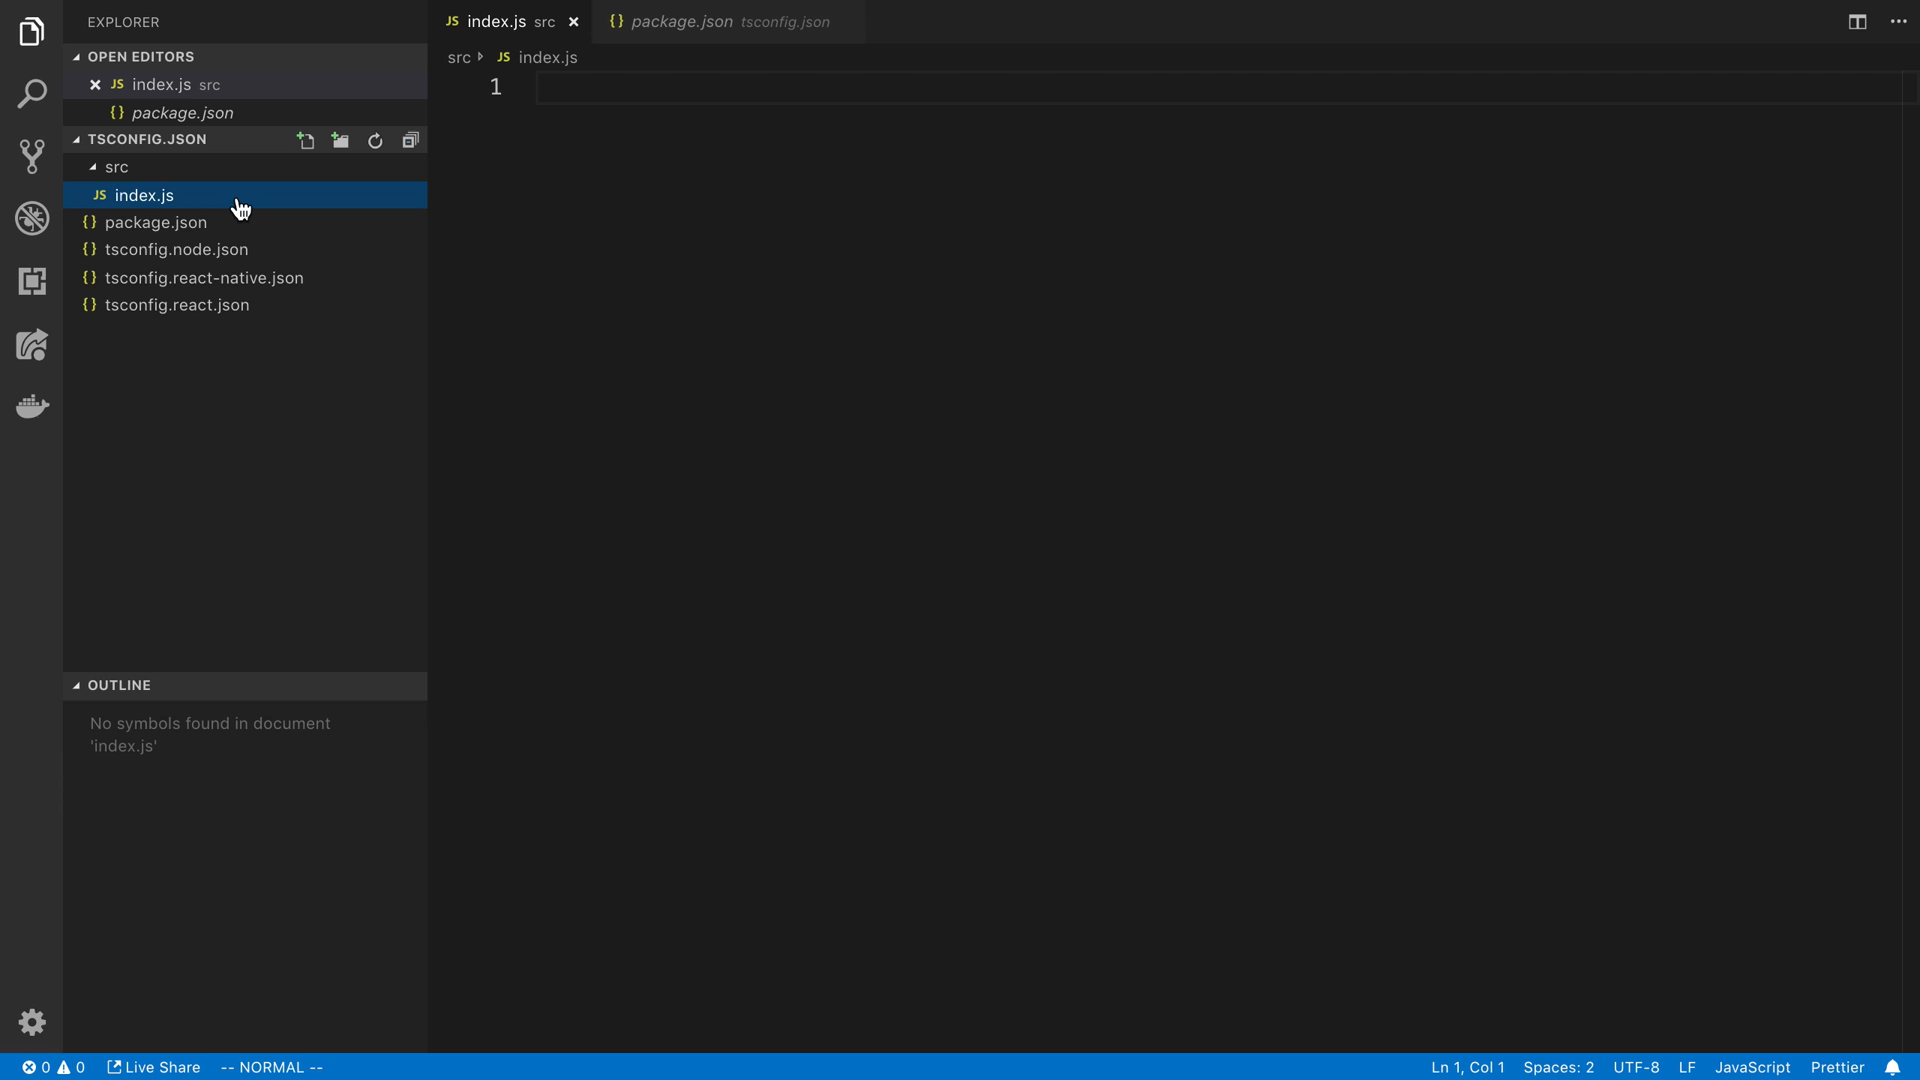 EXPLORER
OPEN EDITORS
JS index.js src
{} package.json
TSCONFIG.JSON
src
JS index.js
{} package.json
{} tsconfig.node.json
{} tsconfig.react-native.json
{} tsconfig.react.json
OUTLINE
No symbols found in document
'index.js'
JS index.js src
{} package.json tsconfig.json
src JS index.js
1
0 0 Live Share -- NORMAL --
Ln 1, Col 1 Spaces: 2 UTF-8 LF JavaScript Prettier